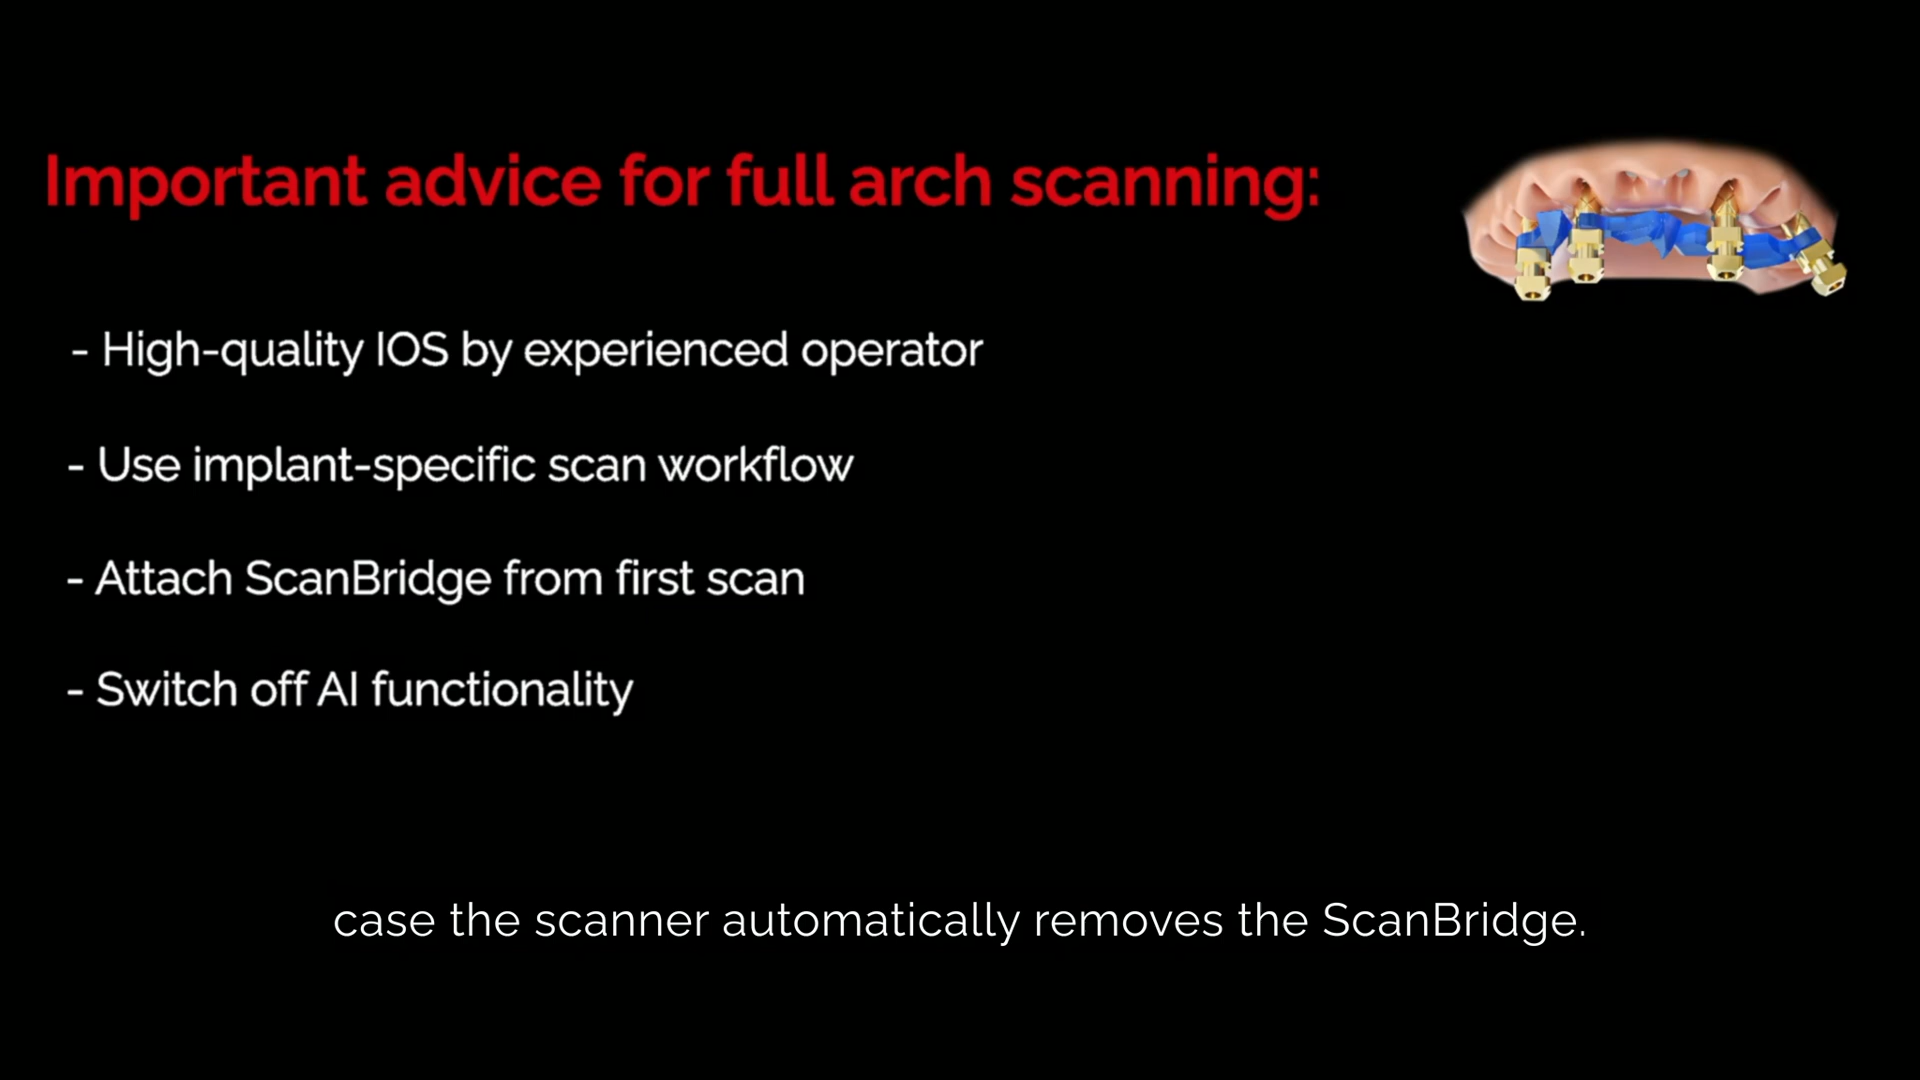 Important advice for full arch scanning:
- High-quality IOS by experienced operator
- Use implant-specific scan workflow
- Attach ScanBridge from first scan
- Switch off AI functionality
case the scanner automatically removes the ScanBridge.